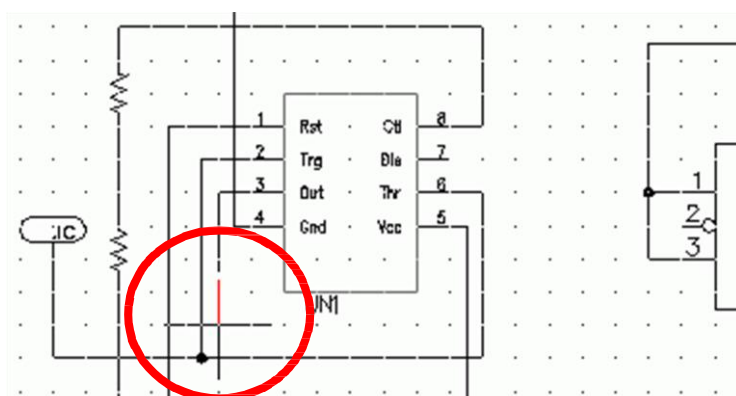 1 Rst Ctl 8
2 Trg Dis 7
3 Out Thr 6
4 Gnd Vcc 5
IC
1
2
3